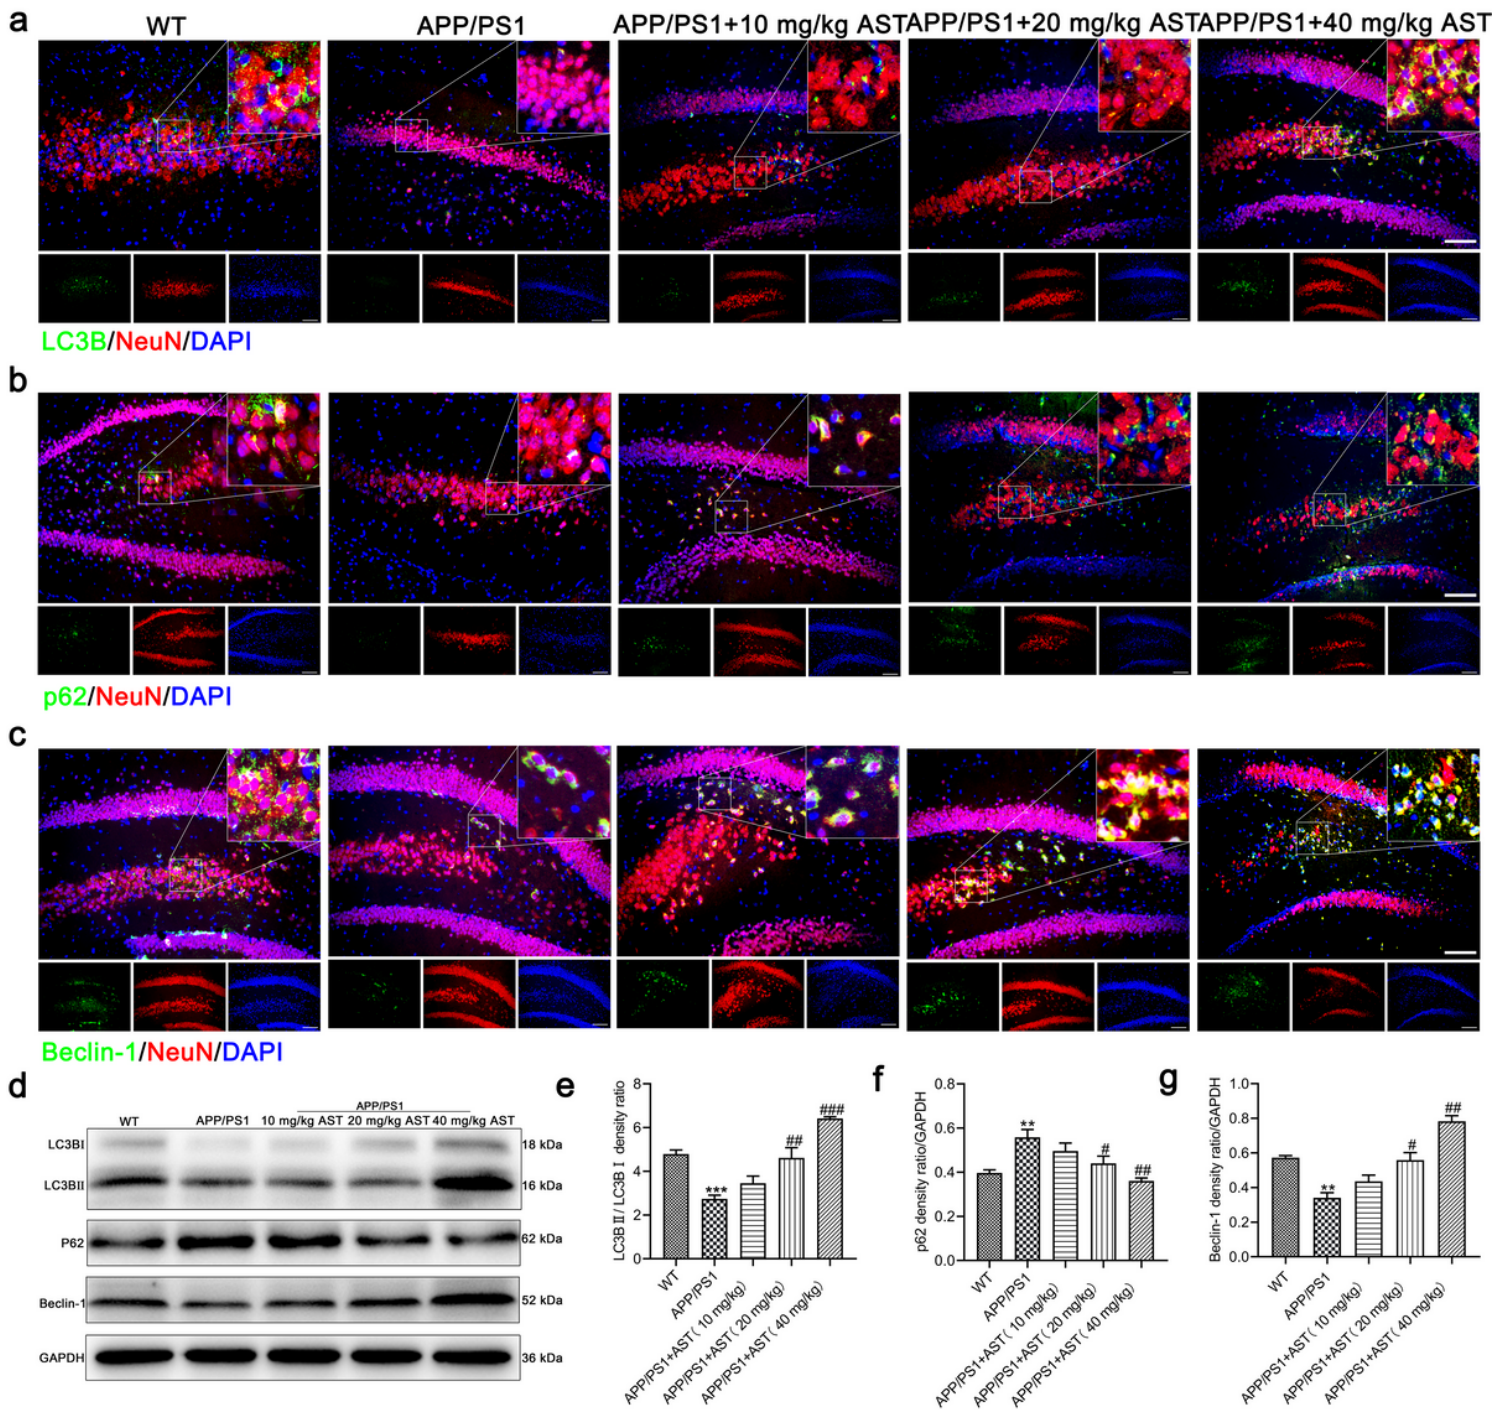 a
WT APP/PS1 APP/PS1+10 mg/kg AST APP/PS1+20 mg/kg AST APP/PS1+40 mg/kg AST
LC3B/NeuN/DAPI
b
p62/NeuN/DAPI
c
Beclin-1/NeuN/DAPI
d
APP/PS1
WT APP/PS1 10 mg/kg AST 20 mg/kg AST 40 mg/kg AST
LC3BI 18 kDa
LC3BII 16 kDa
P62 62 kDa
Beclin-1 52 kDa
GAPDH 36 kDa
e
LC3BⅡ/ LC3BⅠ density ratio
8
6
4
2
0
***
##
###
WT
APP/PS1
APP/PS1+AST( 10 mg/kg)
APP/PS1+AST( 20 mg/kg)
APP/PS1+AST( 40 mg/kg)
f
p62 density ratio/GAPDH
0.8
0.6
0.4
0.2
0.0
**
#
##
WT
APP/PS1
APP/PS1+AST( 10 mg/kg)
APP/PS1+AST( 20 mg/kg)
APP/PS1+AST( 40 mg/kg)
g
Beclin-1 density ratio/GAPDH
1.0
0.8
0.6
0.4
0.2
0.0
**
#
##
WT
APP/PS1
APP/PS1+AST( 10 mg/kg)
APP/PS1+AST( 20 mg/kg)
APP/PS1+AST( 40 mg/kg)